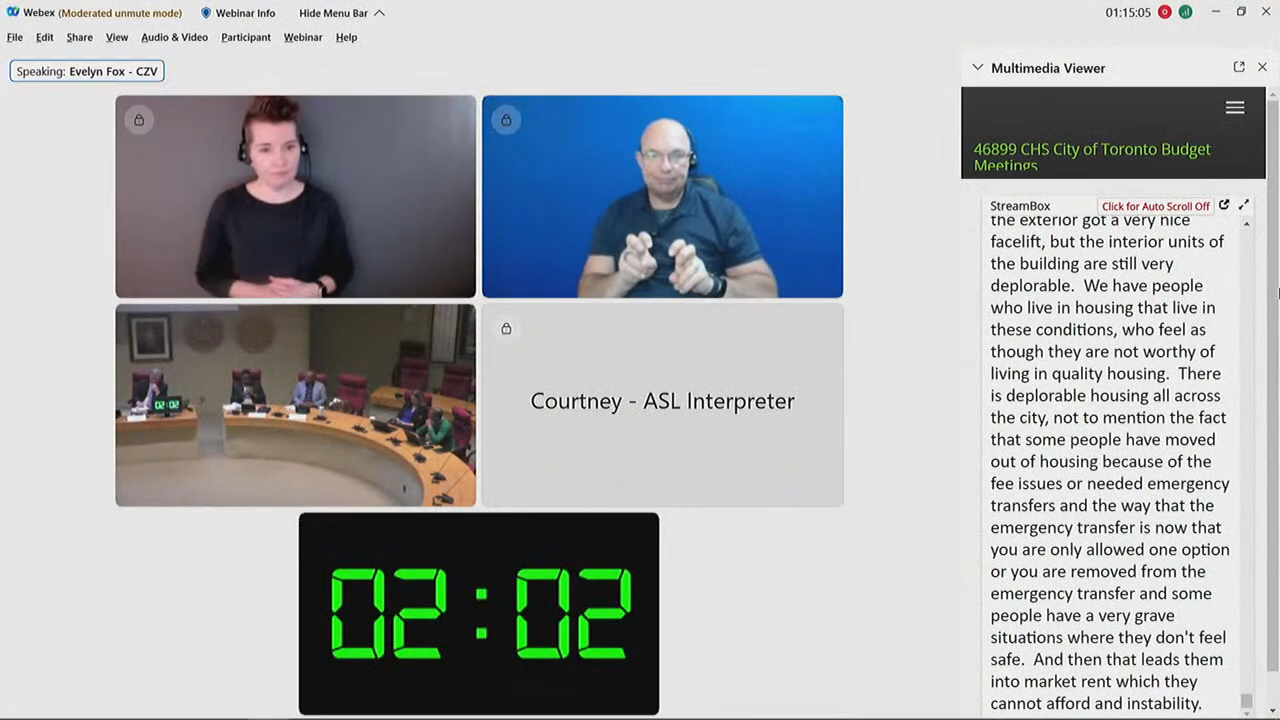 Webex (Moderated unmute mode) Webinar Info Hide Menu Bar 01:15:05
File Edit Share View Audio & Video Participant Webinar Help
Speaking: Evelyn Fox - CZV
Multimedia Viewer
46899 CHS City of Toronto Budget
Meetings
StreamBox Click for Auto Scroll Off
the exterior got a very nice
facelift, but the interior units of
the building are still very
deplorable. We have people
who live in housing that live in
these conditions, who feel as
though they are not worthy of
living in quality housing. There
is deplorable housing all across
the city, not to mention the fact
that some people have moved
out of housing because of the
fee issues or needed emergency
transfers and the way that the
emergency transfer is now that
you are only allowed one option
or you are removed from the
emergency transfer and some
people have a very grave
situations where they don't feel
safe. And then that leads them
into market rent which they
cannot afford and instability.
02:02
Courtney - ASL Interpreter
02:02